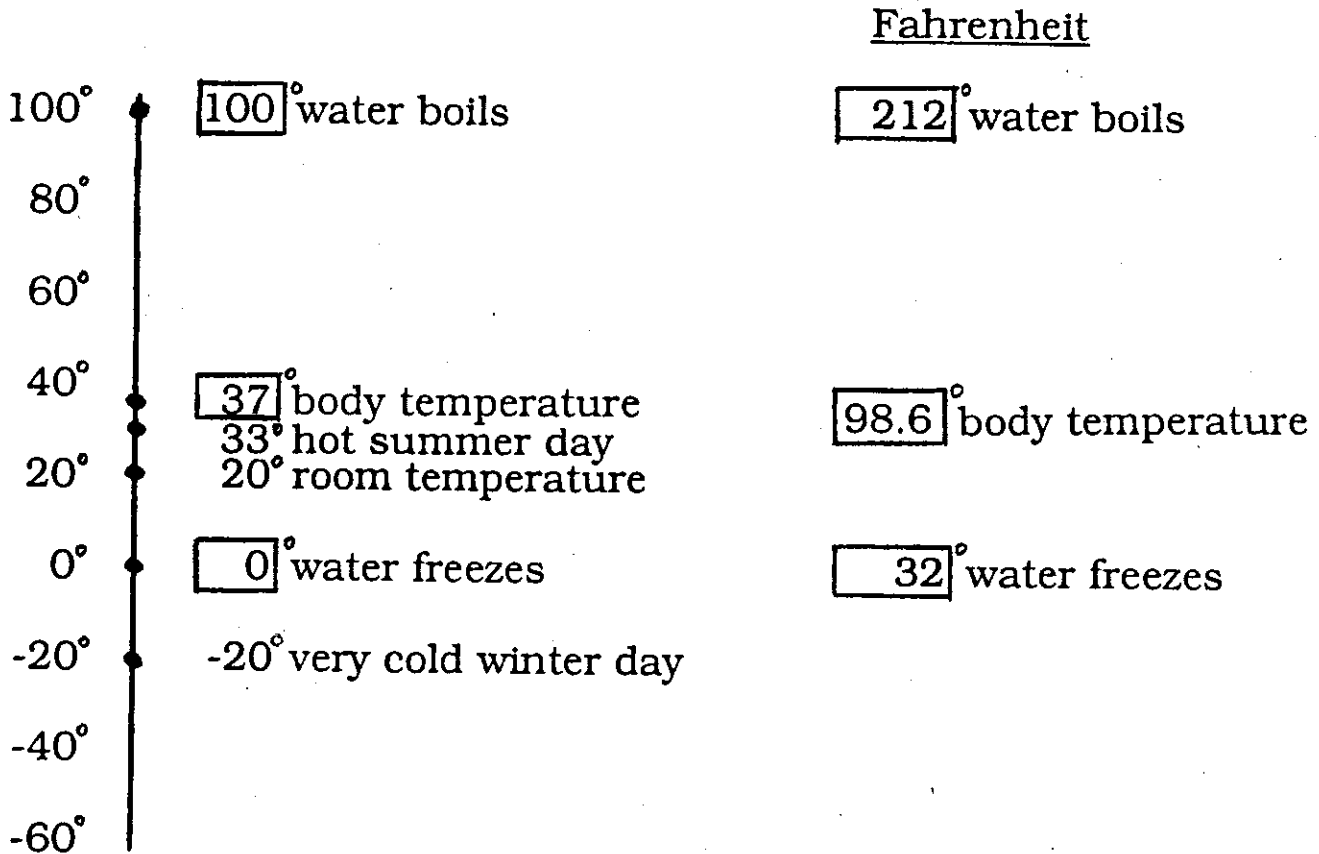 Fahrenheit
100° 100° water boils 212° water boils
80°
60°
40° 37° body temperature 98.6° body temperature
33° hot summer day
20° 20° room temperature
0° 0° water freezes 32° water freezes
-20° -20° very cold winter day
-40°
-60°